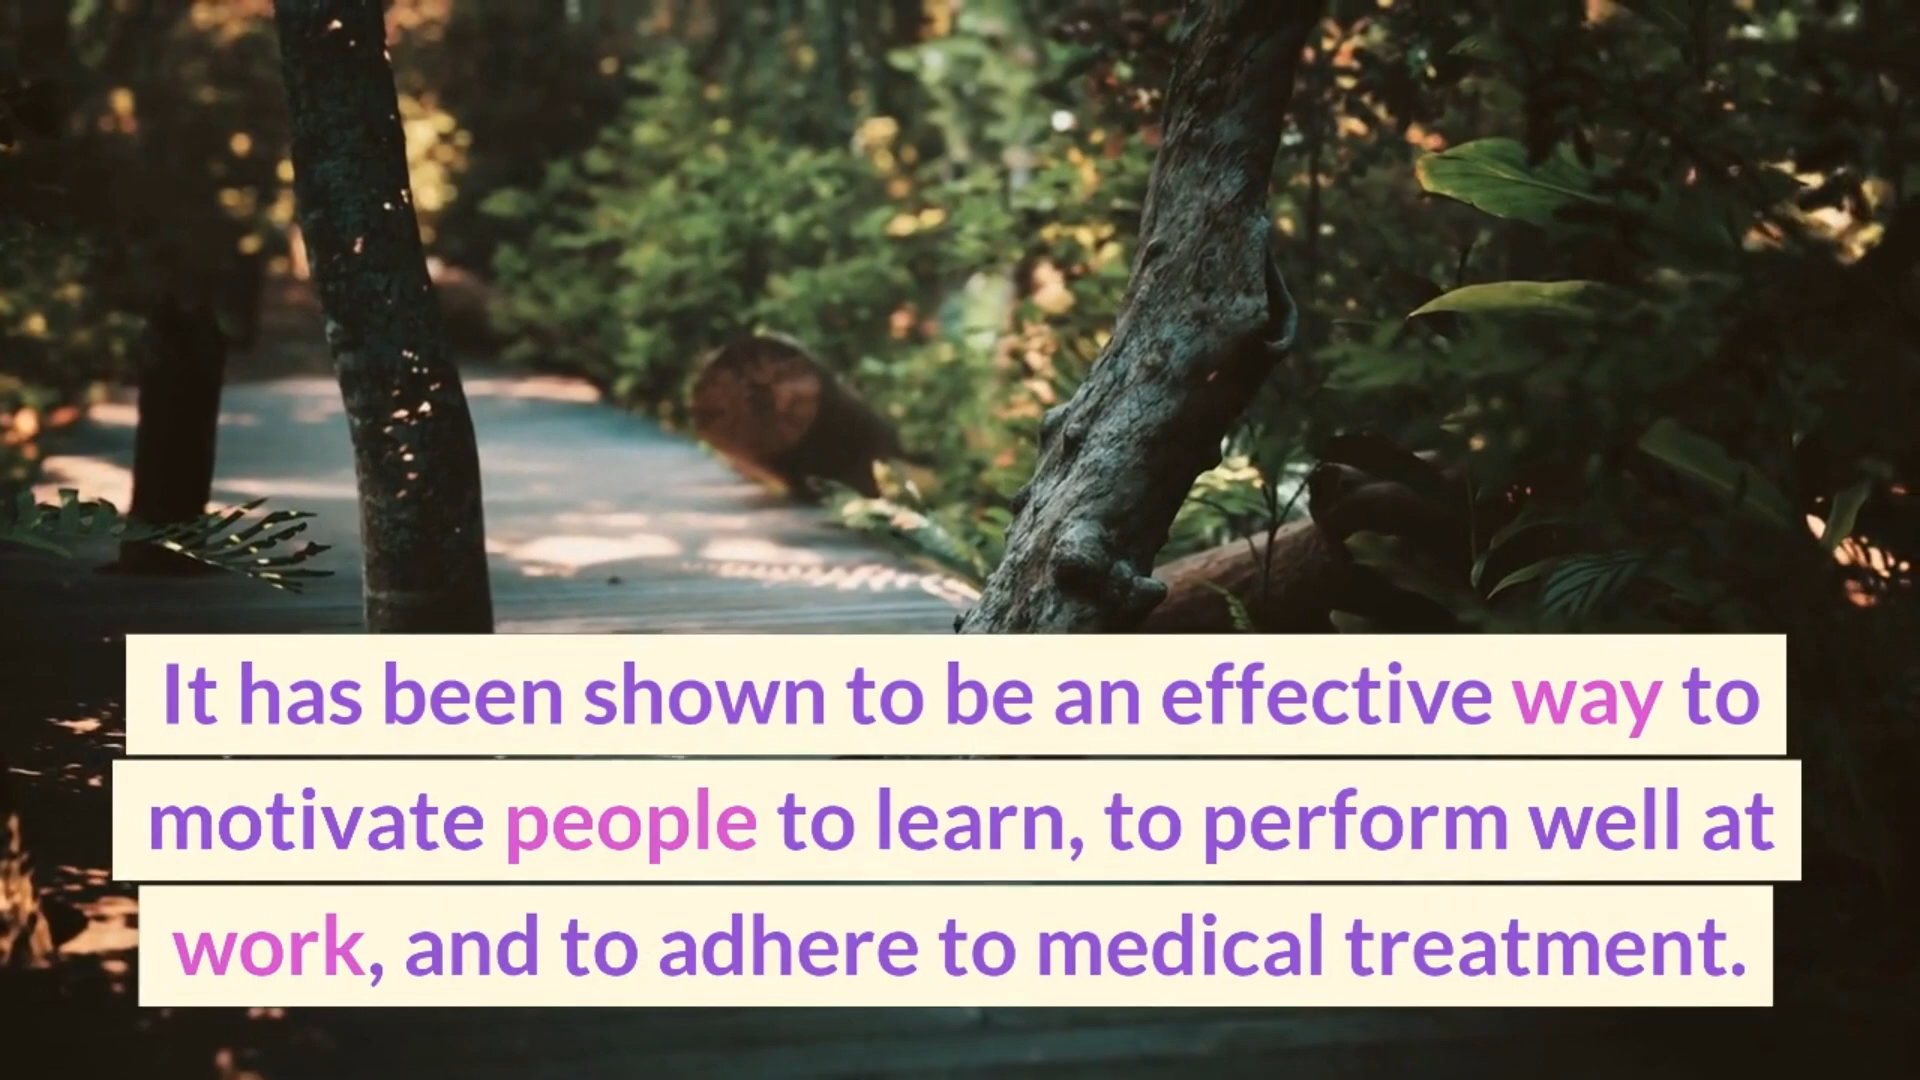 It has been shown to be an effective way to
motivate people to learn, to perform well at
work, and to adhere to medical treatment.